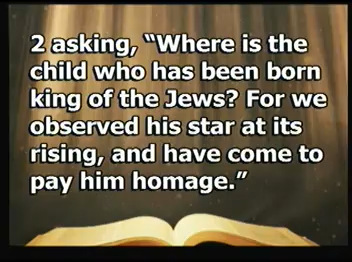 2 asking, “Where is the
child who has been born
king of the Jews? For we
observed his star at its
rising, and have come to
pay him homage.”